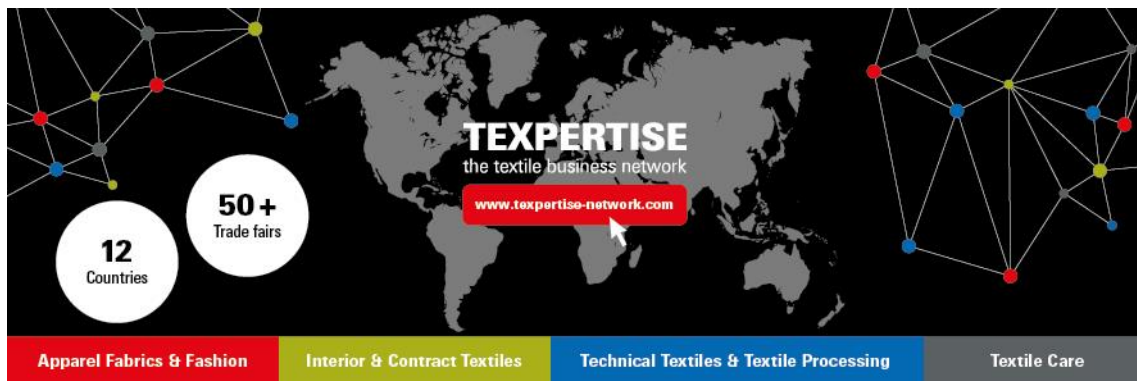 TEXPERTISE
the textile business network
www.texpertise-network.com
50+
Trade fairs
12
Countries
Apparel Fabrics & Fashion
Interior & Contract Textiles
Technical Textiles & Textile Processing
Textile Care